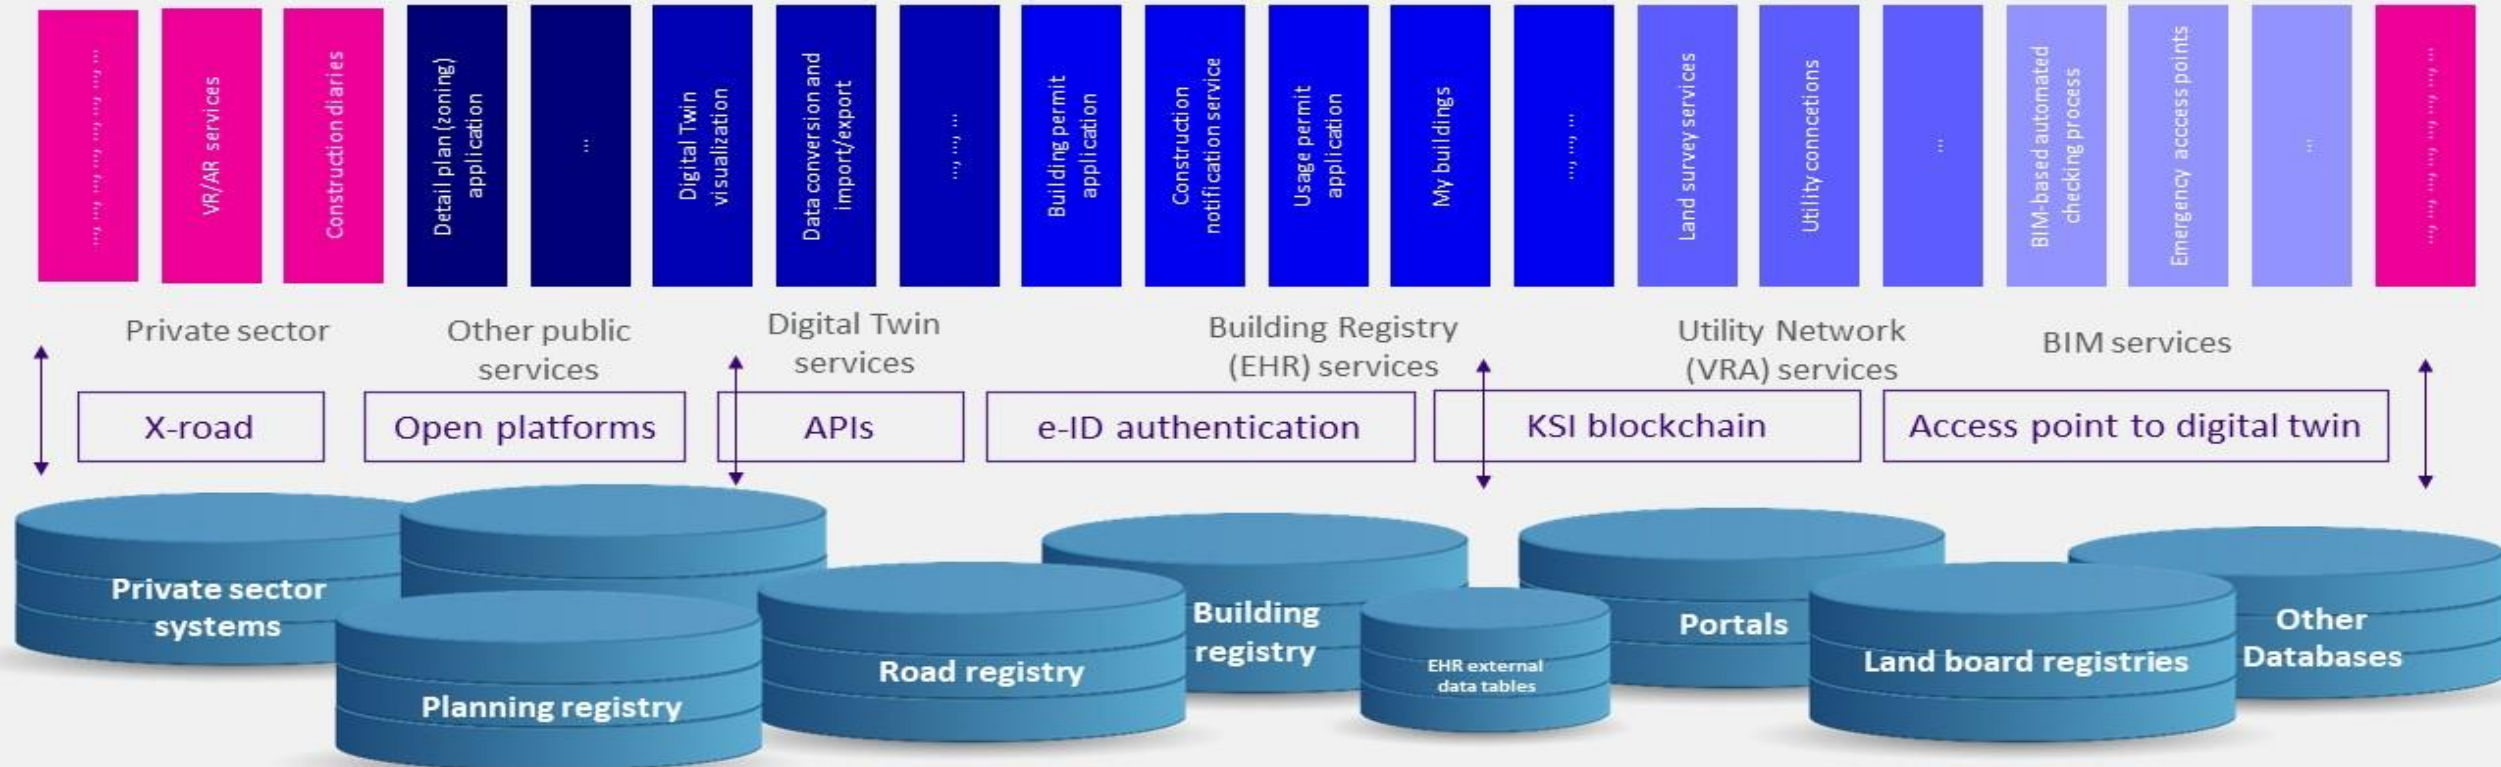 ... ,... ,... ,... ,... ,... ,... ,...
VR/AR services
Construction diaries
Detail plan (zoning)
application
...
Digital Twin
visualization
Data conversion and
import/export
..., ..., ...
Building permit
application
Construction
notification service
Usage permit
application
My buildings
..., ..., ...
Land survey services
Utility conncetions
...
BIM-based automated
checking process
Emergency acccess points
...
... ,... ,... ,... ,... ,... ,... ,...
Private sector
Other public
services
Digital Twin
services
Building Registry
(EHR) services
Utility Network
(VRA) services
BIM services
X-road
Open platforms
APIs
e-ID authentication
KSI blockchain
Access point to digital twin
Private sector
systems
Planning registry
Road registry
Building
registry
EHR external
data tables
Portals
Land board registries
Other
Databases